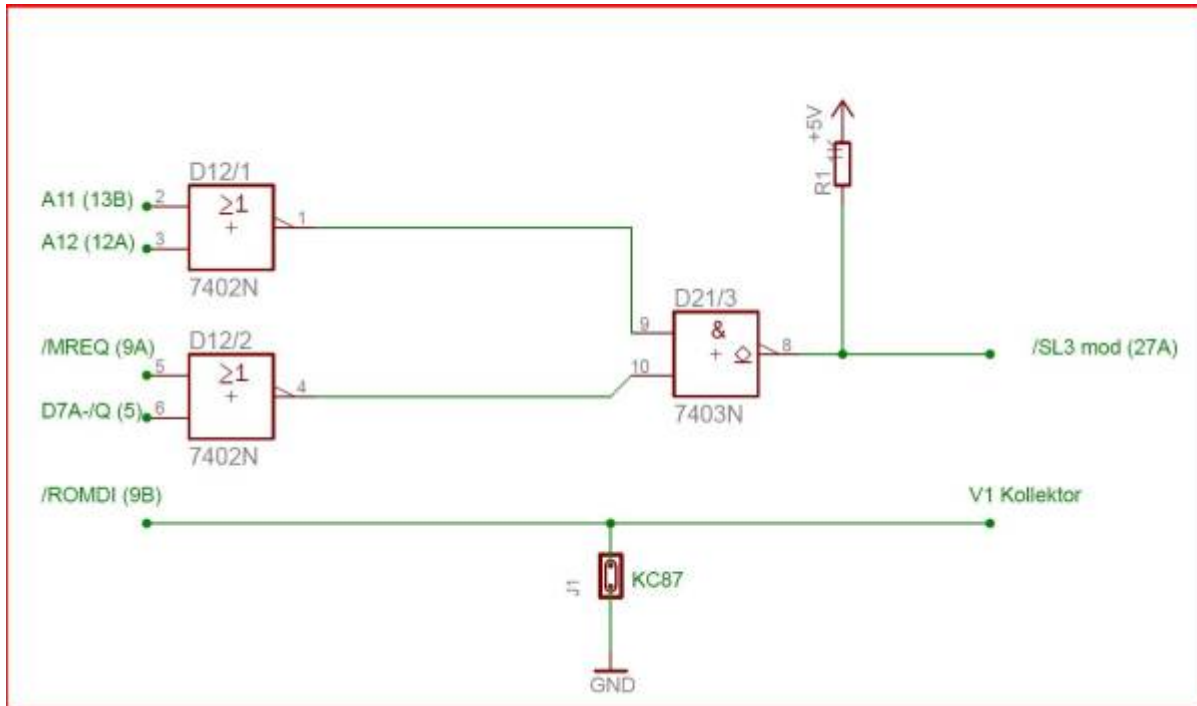 +5V
R1 1K
D12/1
A11 (13B)
2
≥1
+
1
A12 (12A)
3
7402N
D21/3
9
&
+
8
/SL3 mod (27A)
10
7403N
D12/2
/MREQ (9A)
5
≥1
+
4
D7A-/Q (5)
6
7402N
/ROMDI (9B)
V1 Kollektor
J1
KC87
GND